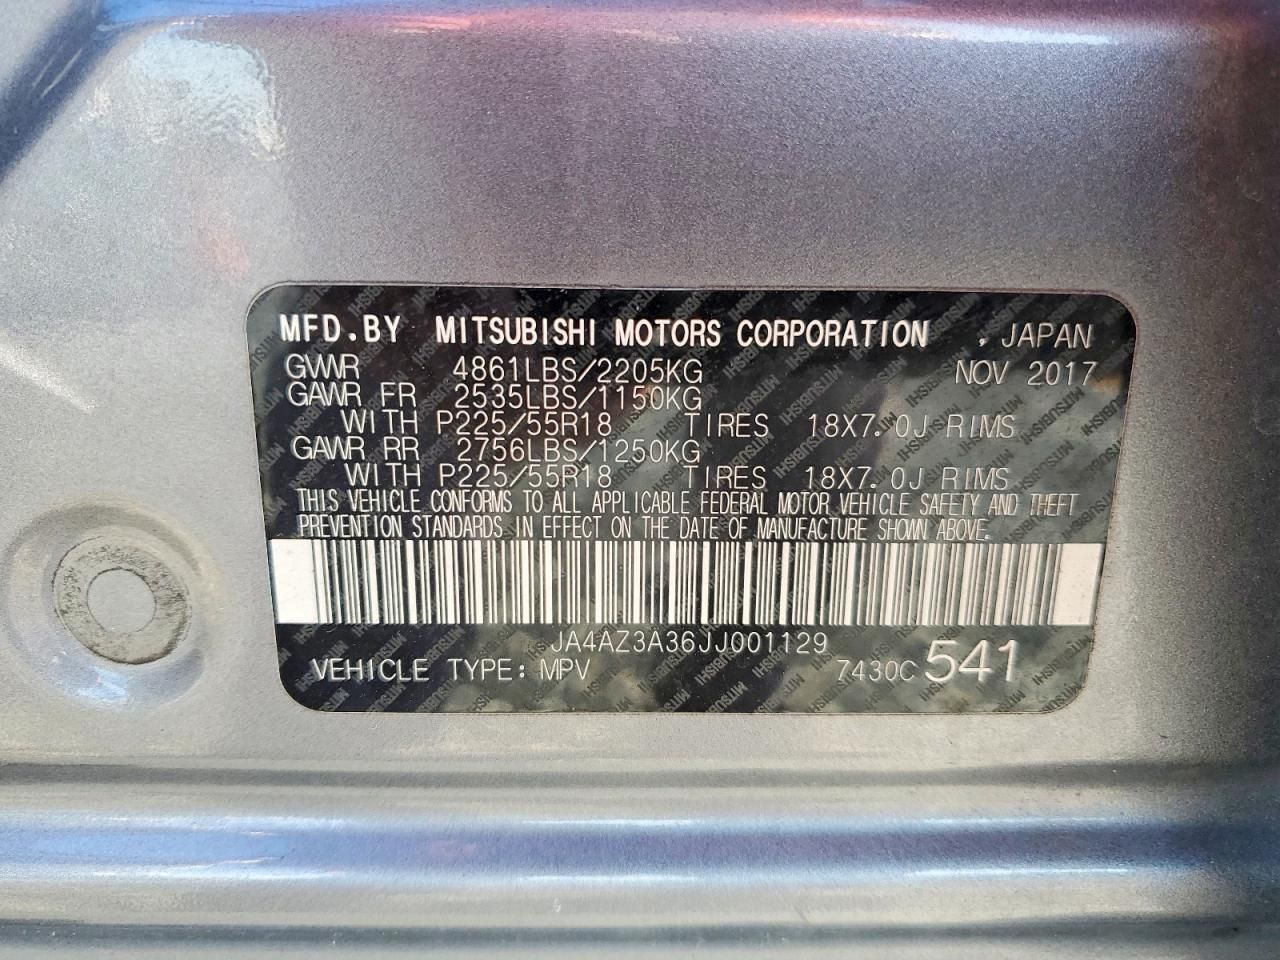 MFD.BY MITSUBISHI MOTORS CORPORATION . JAPAN
GVWR 4861LBS/2205KG NOV 2017
GAWR FR 2535LBS/1150KG
WITH P225/55R18 TIRES 18X7.0J RIMS
GAWR RR 2756LBS/1250KG
WITH P225/55R18 TIRES 18X7.0J RIMS
THIS VEHICLE CONFORMS TO ALL APPLICABLE FEDERAL MOTOR VEHICLE SAFETY AND THEFT
PREVENTION STANDARDS IN EFFECT ON THE DATE OF MANUFACTURE SHOWN ABOVE.
JA4AZ3A36JJ001129
VEHICLE TYPE: MPV 7430C 541